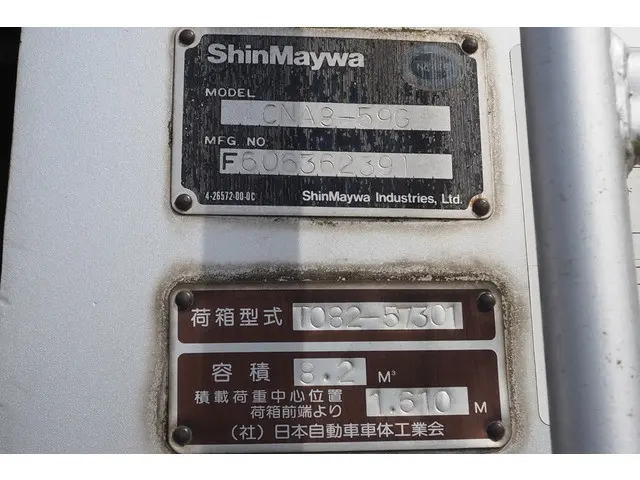 ShinMaywa
MODEL
CNA8-59G
MFG. NO.
F606362391
4-26572-00-0C
ShinMaywa Industries, Ltd.
荷箱型式 T082-57301
容積 8.2 M³
積載荷重中心位置
荷箱前端より 1.610 M
(社)日本自動車車体工業会